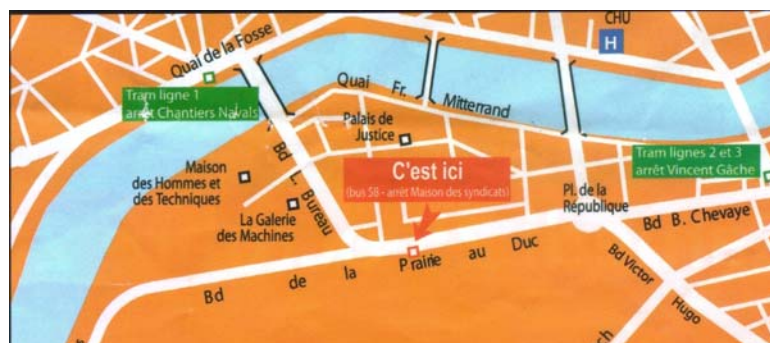 CHU
H
Quai de la Fosse
Tram ligne 1
arrêt Chantiers Navals
Quai Fr. Mitterrand
Palais de
Justice
C'est ici
(bus 56 - arrêt Maison des syndicats)
Tram lignes 2 et 3
arrêt Vincent Gâche
Maison
des Hommes et
des Techniques
La Galerie
des Machines
Bd L. Bureau
Pl. de la
République
Bd B. Chevaye
Bd de la Prairie au Duc
Bd Victor Hugo